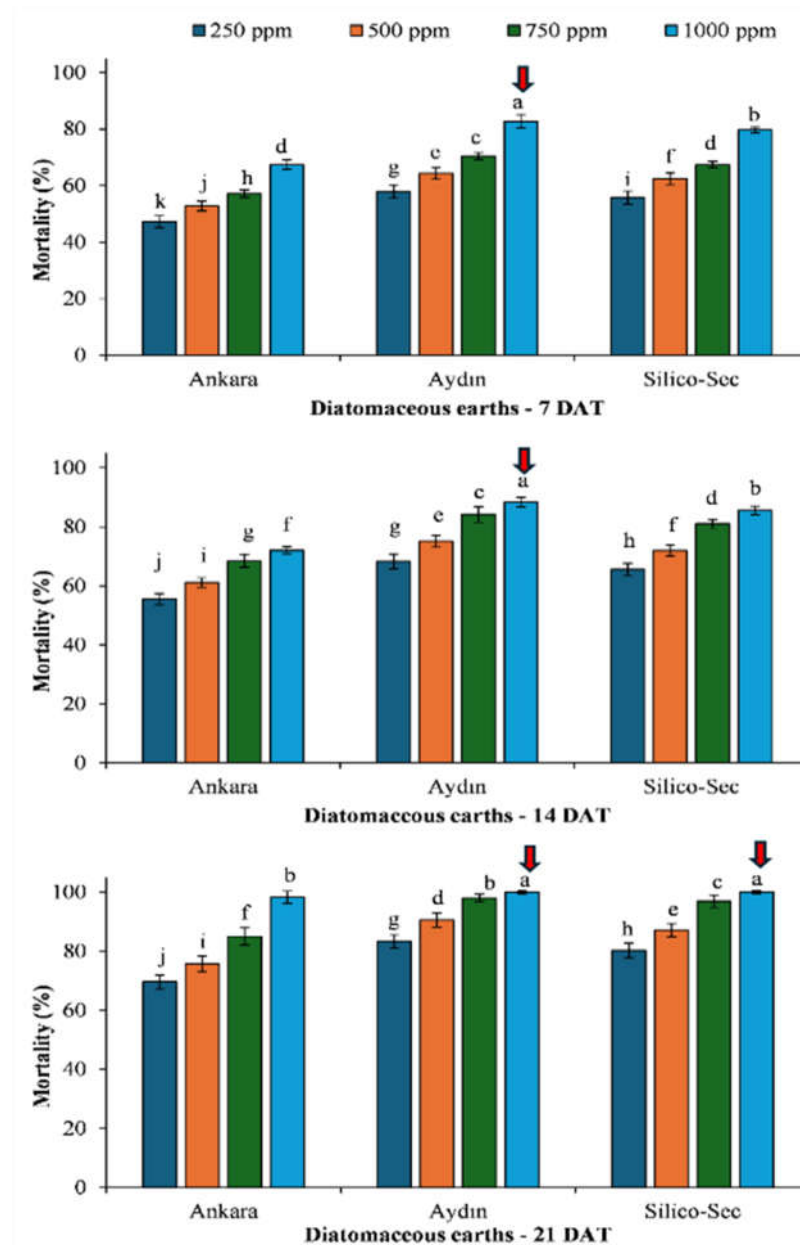 250 ppm 500 ppm 750 ppm 1000 ppm
Mortality (%)
100
80
60
40
20
0
k j h d g e c a i f d b
Ankara Aydın Silico-Sec
Diatomaceous earths - 7 DAT
Mortality (%)
100
80
60
40
20
0
j i g f g e c a h f d b
Ankara Aydın Silico-Sec
Diatomaceous earths - 14 DAT
Mortality (%)
100
80
60
40
20
0
j i f b g d b a h e c a
Ankara Aydın Silico-Sec
Diatomaceous earths - 21 DAT